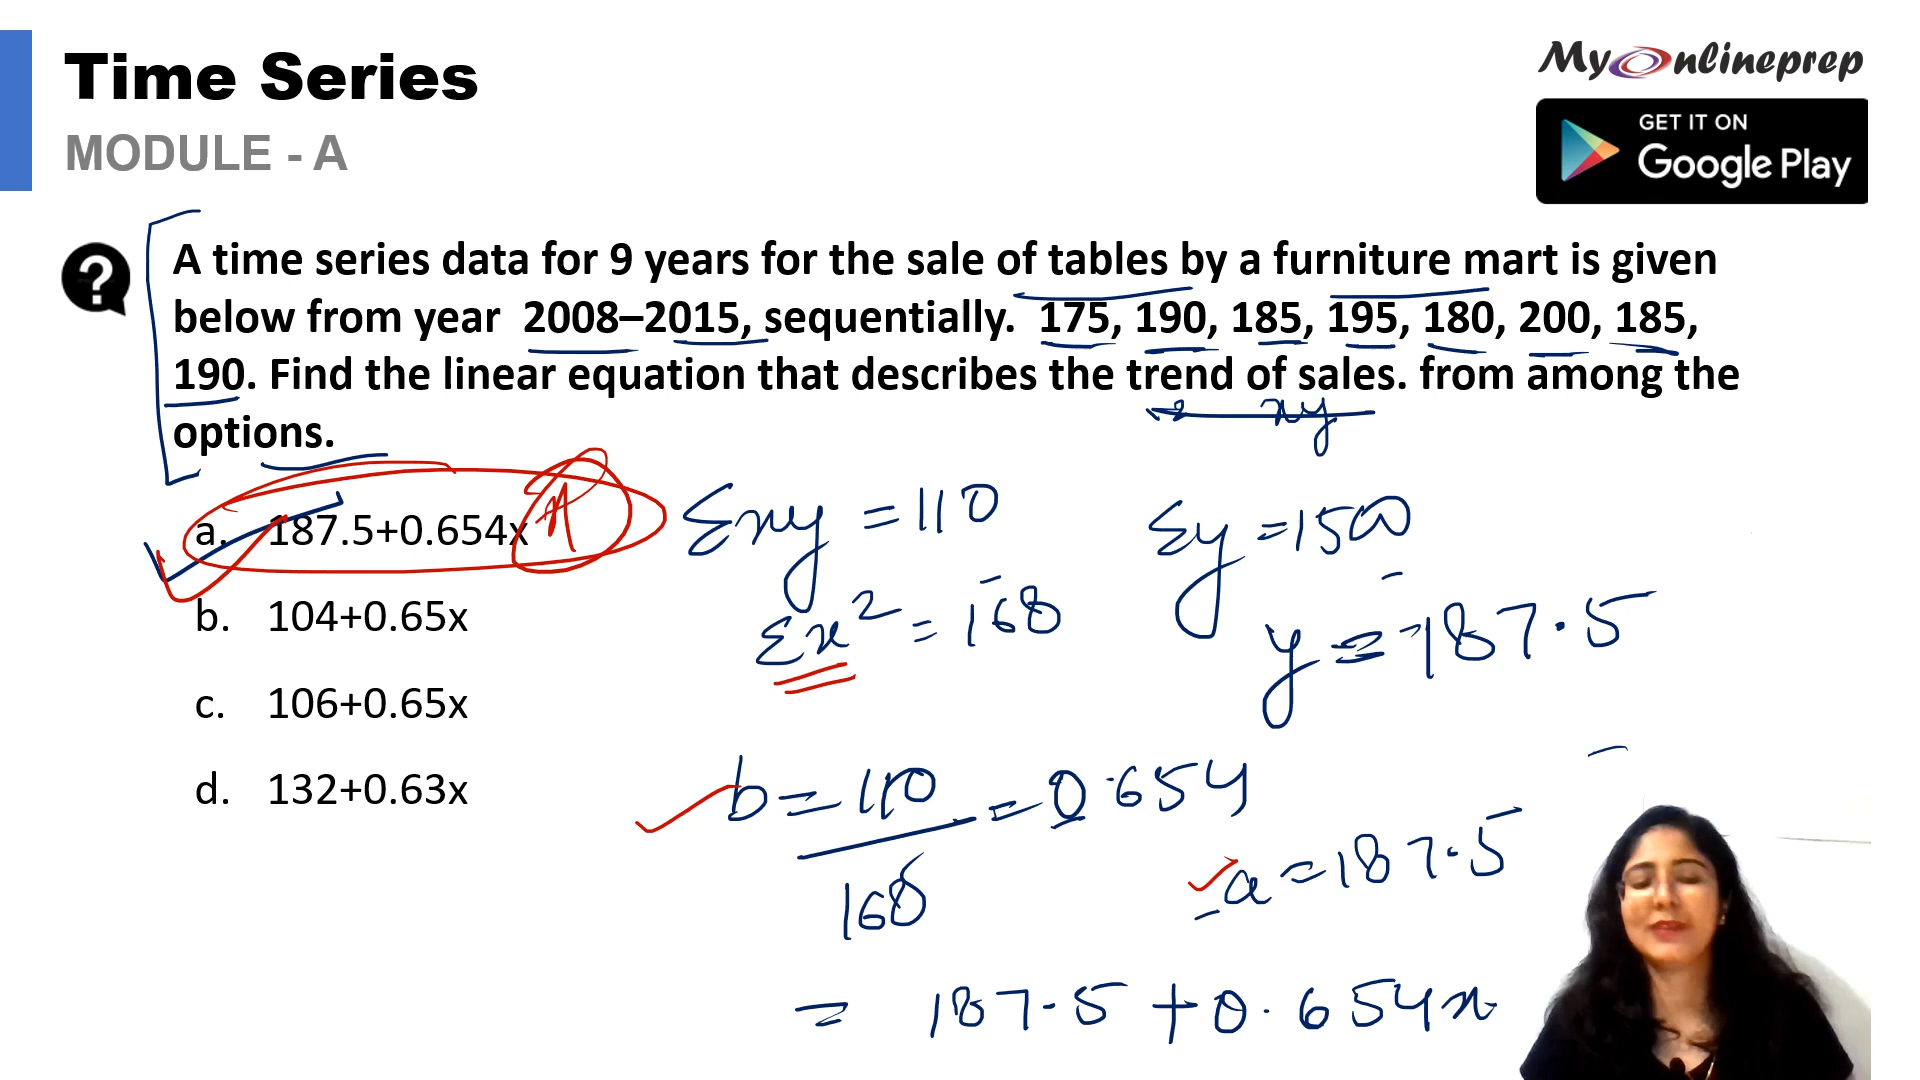 Time Series
MODULE - A
MyOnlineprep
GET IT ON
Google Play
A time series data for 9 years for the sale of tables by a furniture mart is given
below from year 2008–2015, sequentially. 175, 190, 185, 195, 180, 200, 185,
190. Find the linear equation that describes the trend of sales. from among the
options.
xy
a. 187.5+0.654x A
b. 104+0.65x
c. 106+0.65x
d. 132+0.63x
Σxy = 110
Σy = 1500
Σx² = 168
y = 187.5
b = 110
168
= 0.654
a = 187.5
= 187.5 + 0.654x